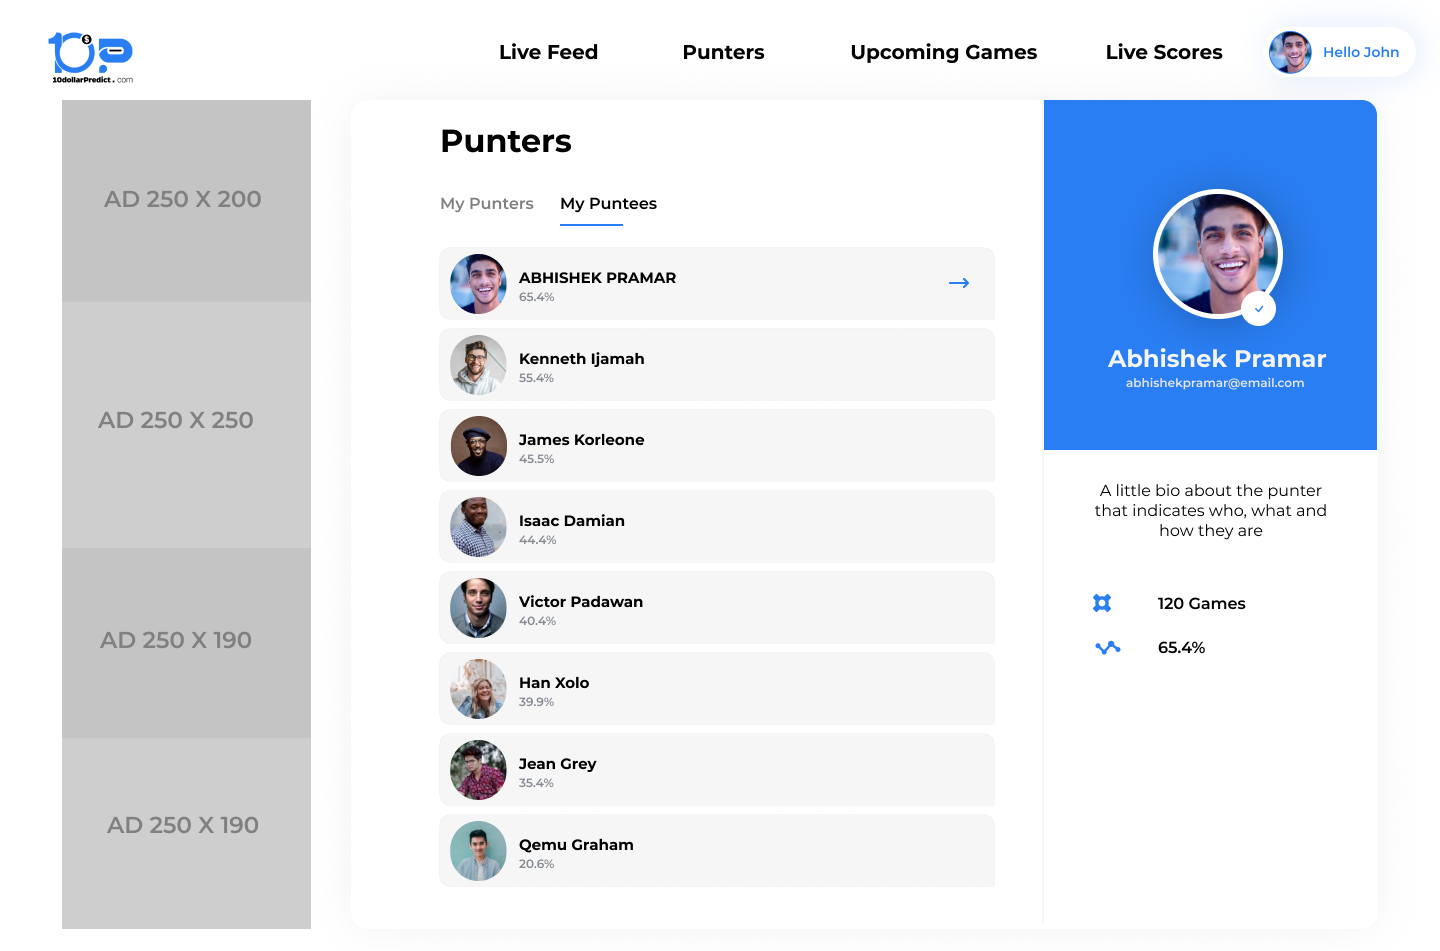 10P
$
10dollarPredict.com
Live Feed
Punters
Upcoming Games
Live Scores
Hello John
AD 250 X 200
AD 250 X 250
AD 250 X 190
AD 250 X 190
Punters
My Punters
My Puntees
ABHISHEK PRAMAR
65.4%
Kenneth Ijamah
55.4%
James Korleone
45.5%
Isaac Damian
44.4%
Victor Padawan
40.4%
Han Xolo
39.9%
Jean Grey
35.4%
Qemu Graham
20.6%
Abhishek Pramar
abhishekpramar@email.com
A little bio about the punter
that indicates who, what and
how they are
120 Games
65.4%